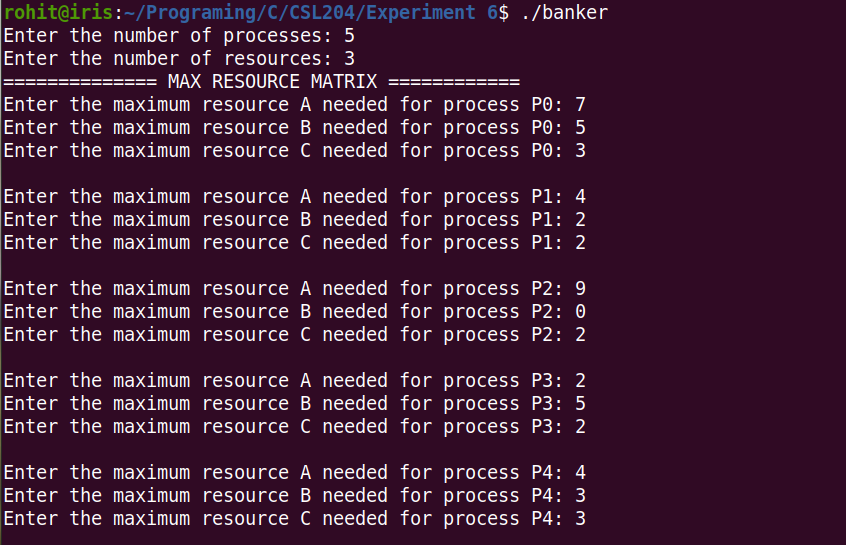 rohit@iris:~/Programing/C/CSL204/Experiment 6$ ./banker
Enter the number of processes: 5
Enter the number of resources: 3
============== MAX RESOURCE MATRIX ============
Enter the maximum resource A needed for process P0: 7
Enter the maximum resource B needed for process P0: 5
Enter the maximum resource C needed for process P0: 3
Enter the maximum resource A needed for process P1: 4
Enter the maximum resource B needed for process P1: 2
Enter the maximum resource C needed for process P1: 2
Enter the maximum resource A needed for process P2: 9
Enter the maximum resource B needed for process P2: 0
Enter the maximum resource C needed for process P2: 2
Enter the maximum resource A needed for process P3: 2
Enter the maximum resource B needed for process P3: 5
Enter the maximum resource C needed for process P3: 2
Enter the maximum resource A needed for process P4: 4
Enter the maximum resource B needed for process P4: 3
Enter the maximum resource C needed for process P4: 3